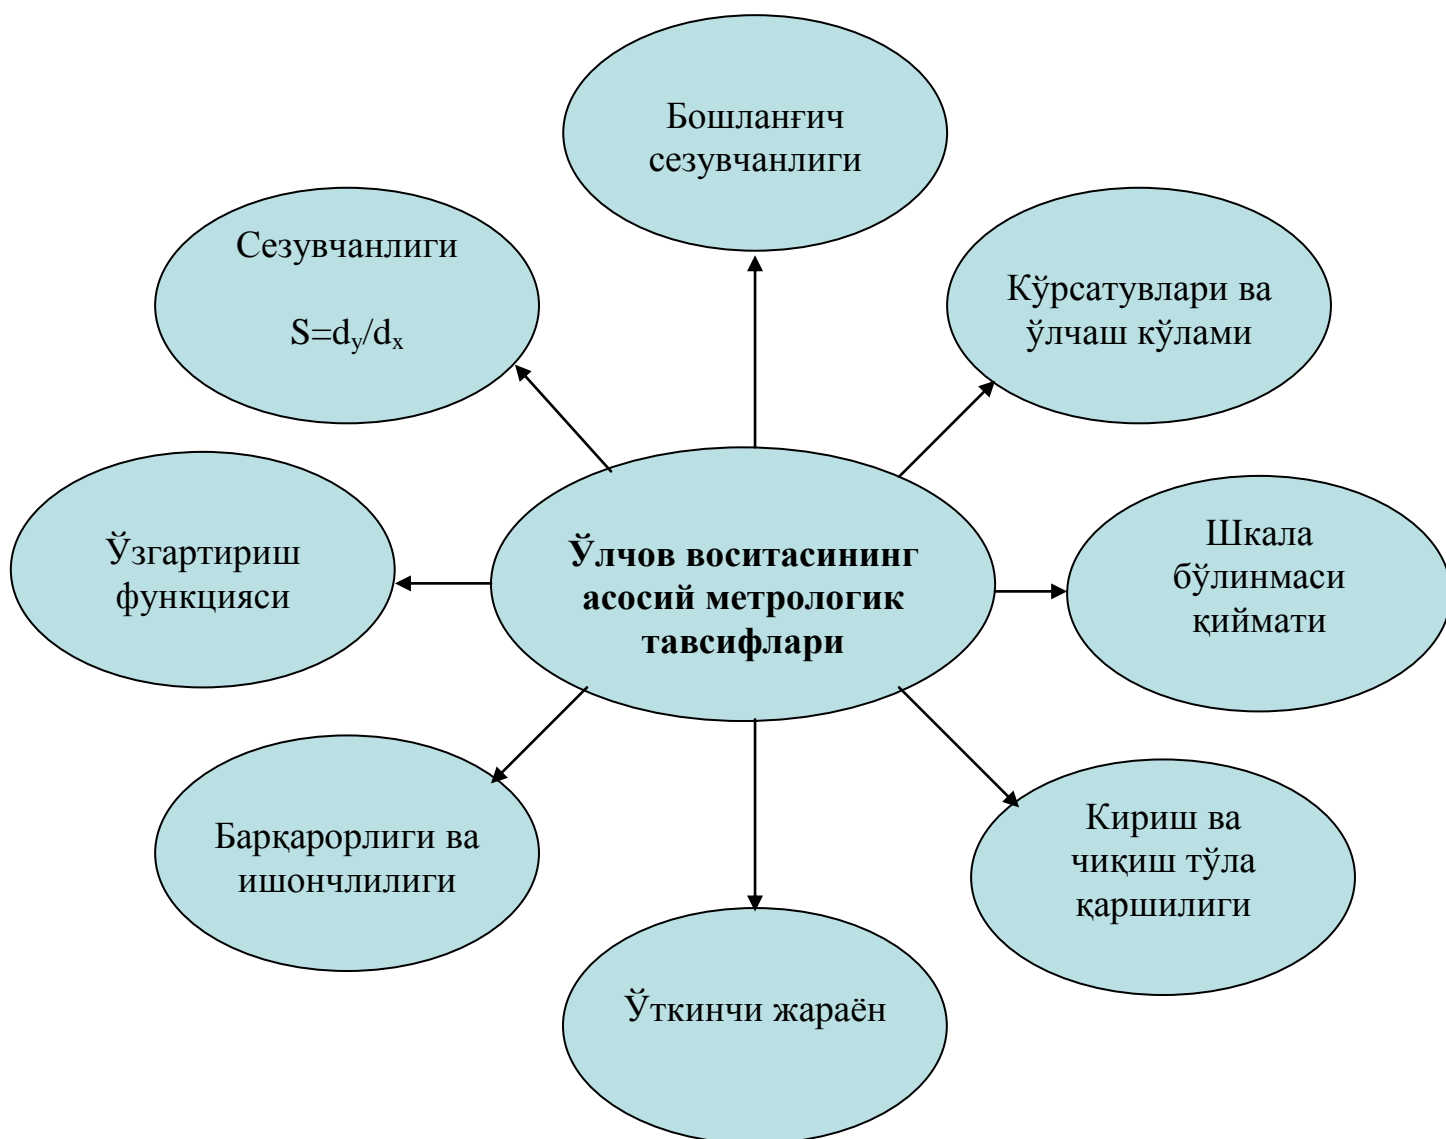 Бошланғич
сезувчанлиги
Сезувчанлиги
S=dy/dx
Кўрсатувлари ва
ўлчаш кўлами
Ўзгартириш
функцияси
Ўлчов воситасининг
асосий метрологик
тавсифлари
Шкала
бўлинмаси
қиймати
Барқарорлиги ва
ишончлилиги
Кириш ва
чиқиш тўла
қаршилиги
Ўткинчи жараён